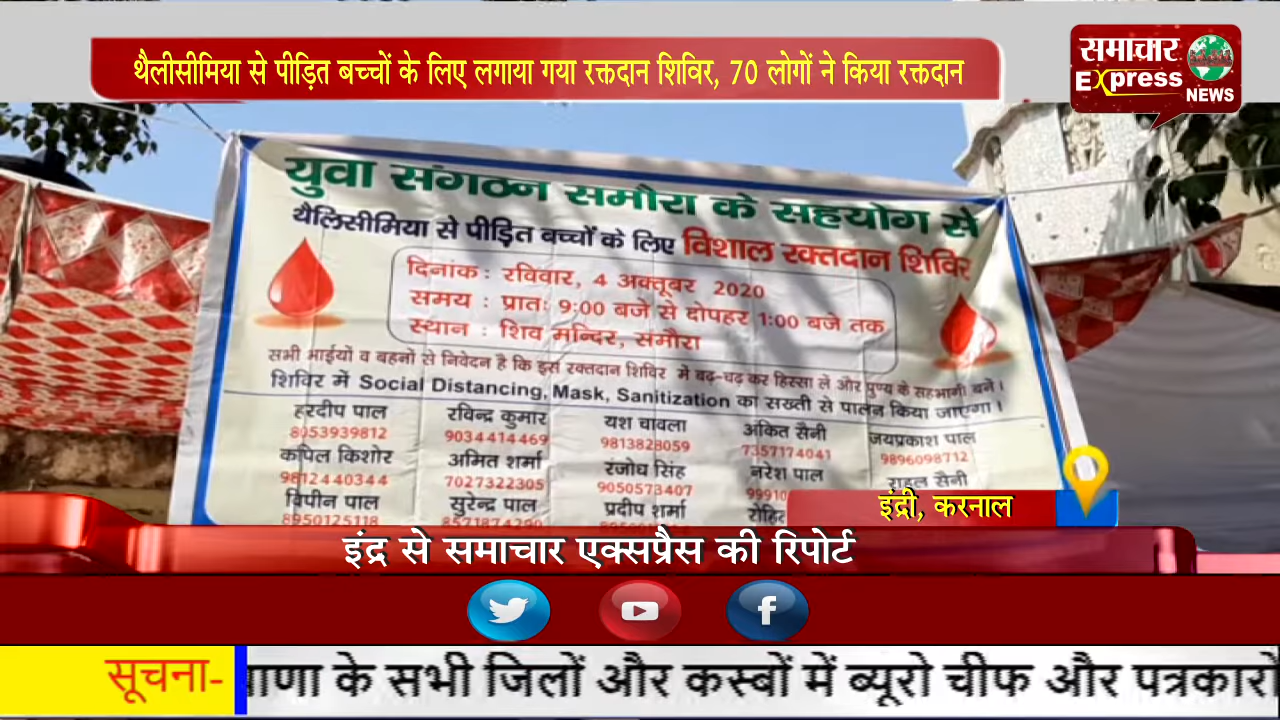 थैलीसीमिया से पीड़ित बच्चों के लिए लगाया गया रक्तदान शिविर, 70 लोगों ने किया रक्तदान
समाचार
Express
NEWS
युवा संगठन समौरा के सहयोग से
थैलिसीमिया से पीड़ित बच्चों के लिए विशाल रक्तदान शिविर
दिनांक : रविवार, 4 अक्तूबर 2020
समय : प्रातः 9:00 बजे से दोपहर 1:00 बजे तक
स्थान : शिव मन्दिर, समौरा
सभी भाईयों व बहनों से निवेदन है कि इस रक्तदान शिविर में बढ़-चढ़ कर हिस्सा लें और पुण्य के सहभागी बनें।
शिविर में Social Distancing, Mask, Sanitization का सख्ती से पालन किया जाएगा।
हरदीप पाल रविन्द्र कुमार यश चावला अंकित सैनी जयप्रकाश पाल
8053939812 9034414469 9813828059 7357174041 9896098712
कपिल किशोर अमित शर्मा रजोध सिंह नरेश पाल राहुल सैनी
9812440344 7027322305 9050573407 99910
विपीन पाल सुरेन्द्र पाल प्रदीप शर्मा रोहित
8950125118
इंद्री, करनाल
इंद्र से समाचार एक्सप्रैस की रिपोर्ट
सूचना- याणा के सभी जिलों और कस्बों में ब्यूरो चीफ और पत्रकारों